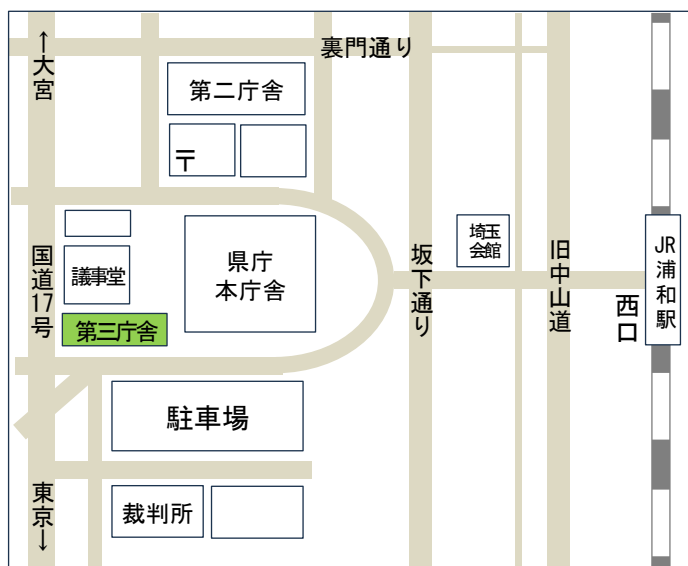 裏門通り
↑大宮
第二庁舎
〒
国道17号
議事堂
県庁
本庁舎
埼玉
会館
坂下通り
旧中山道
JR浦和駅
西口
第三庁舎
駐車場
東京↓
裁判所